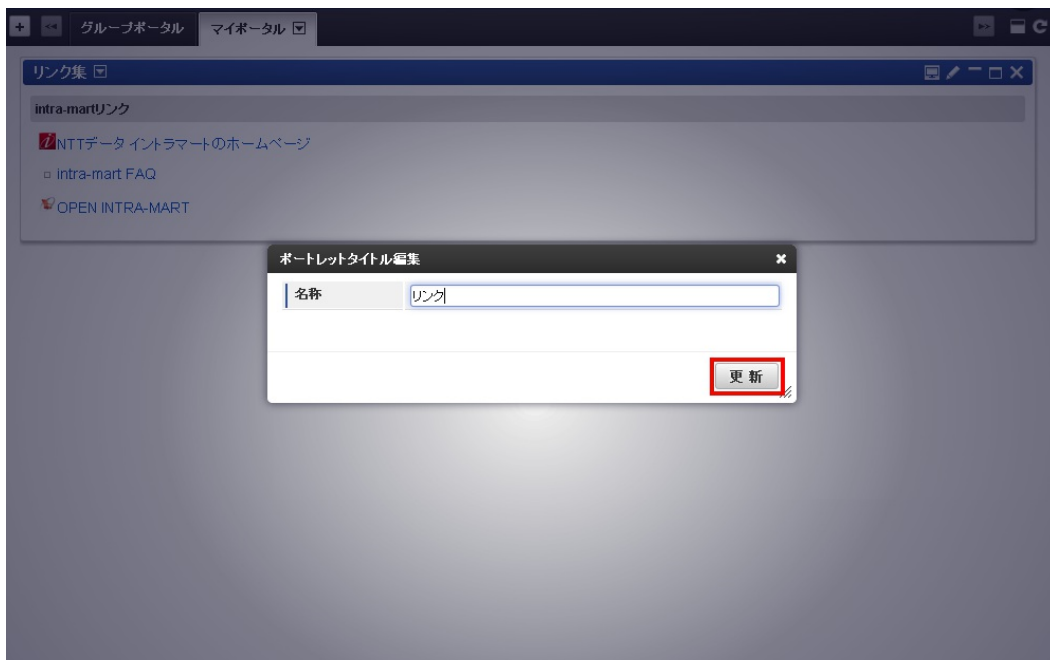 グループポータル マイポータル
リンク集
intra-martリンク
NTTデータ イントラマートのホームページ
intra-mart FAQ
OPEN INTRA-MART
ポートレットタイトル編集
名称 リンク
更新